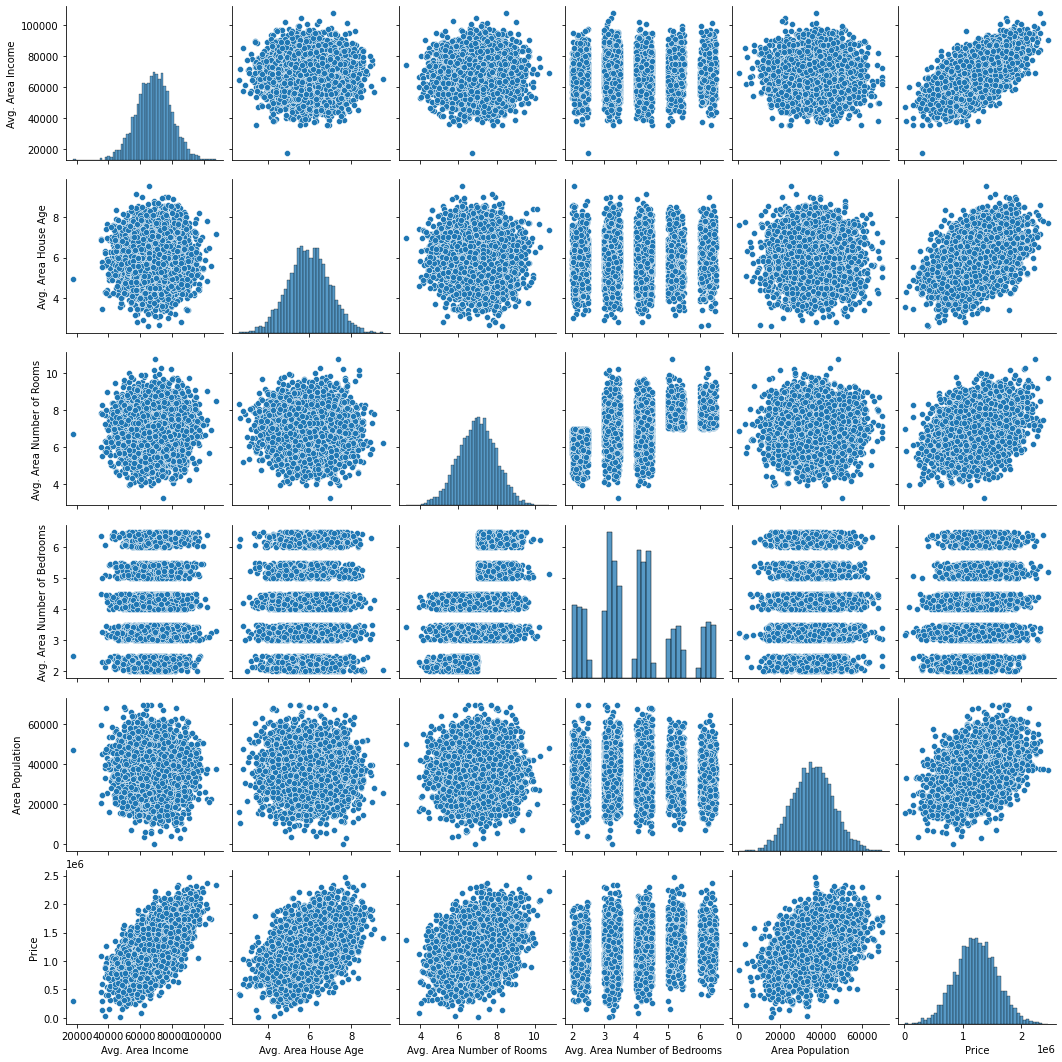 100000
80000
60000
40000
20000
Avg. Area Income
8
6
4
Avg. Area House Age
10
8
6
4
Avg. Area Number of Rooms
6
5
4
3
2
Avg. Area Number of Bedrooms
60000
40000
20000
0
Area Population
1e6
2.5
2.0
1.5
1.0
0.5
0.0
Price
20000 40000 60000 80000 100000
4 6 8
4 6 8 10
2 3 4 5 6
0 20000 40000 60000
0 1 2
1e6
Avg. Area Income
Avg. Area House Age
Avg. Area Number of Rooms
Avg. Area Number of Bedrooms
Area Population
Price